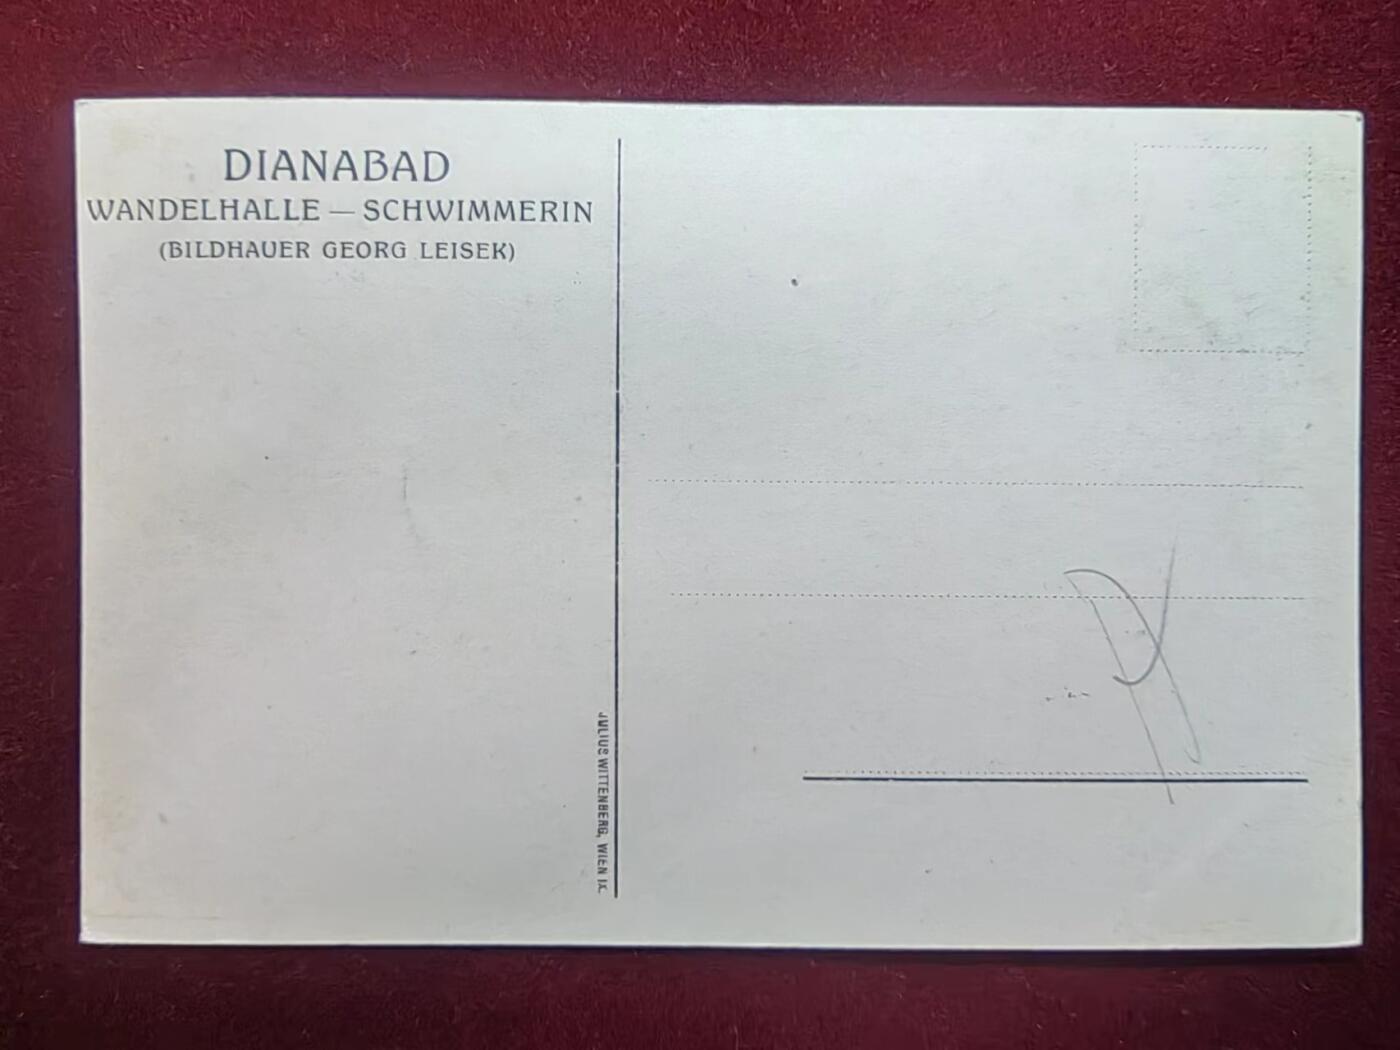 DIANABAD
WANDELHALLE — SCHWIMMERIN
(BILDHAUER GEORG LEISEK)
JULIUS WITTENBERG, WIEN IX.